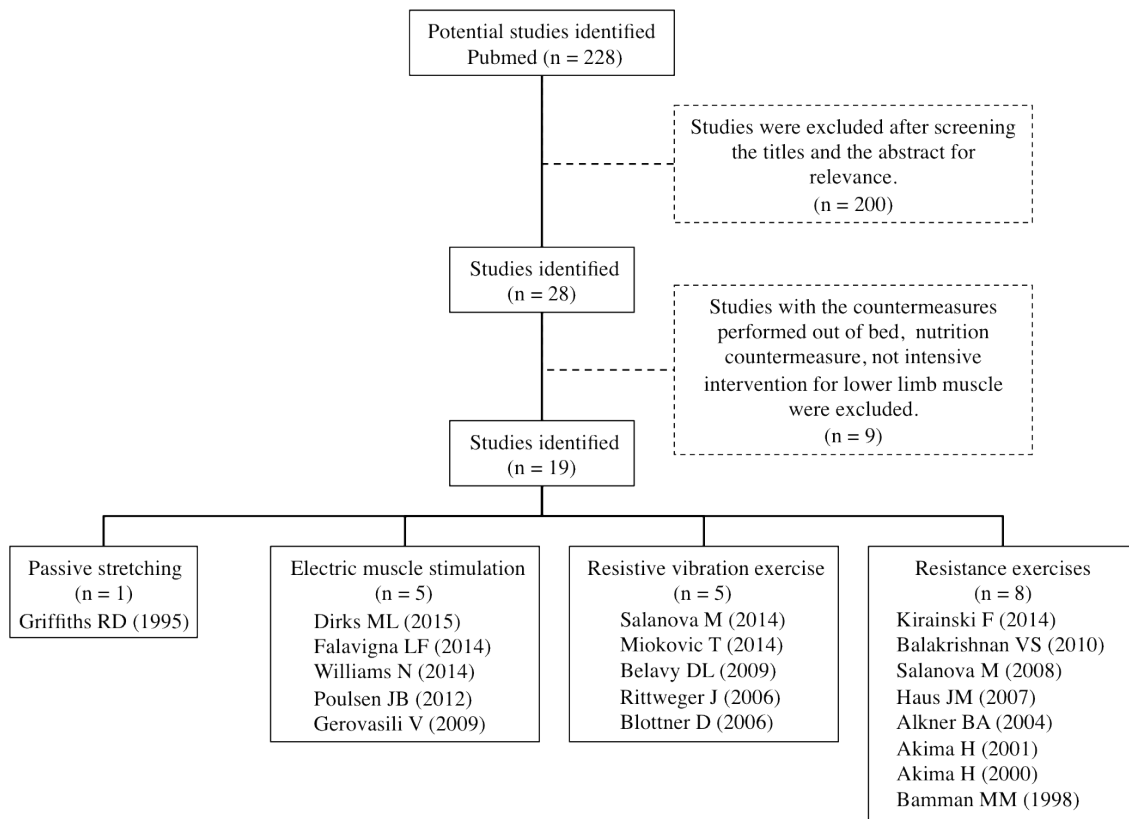 Potential studies identified
Pubmed (n = 228)
Studies were excluded after screening
the titles and the abstract for
relevance.
(n = 200)
Studies identified
(n = 28)
Studies with the countermeasures
performed out of bed, nutrition
countermeasure, not intensive
intervention for lower limb muscle
were excluded.
(n = 9)
Studies identified
(n = 19)
Passive stretching
(n = 1)
Griffiths RD (1995)
Electric muscle stimulation
(n = 5)
Dirks ML (2015)
Falavigna LF (2014)
Williams N (2014)
Poulsen JB (2012)
Gerovasili V (2009)
Resistive vibration exercise
(n = 5)
Salanova M (2014)
Miokovic T (2014)
Belavy DL (2009)
Rittweger J (2006)
Blottner D (2006)
Resistance exercises
(n = 8)
Kirainski F (2014)
Balakrishnan VS (2010)
Salanova M (2008)
Haus JM (2007)
Alkner BA (2004)
Akima H (2001)
Akima H (2000)
Bamman MM (1998)